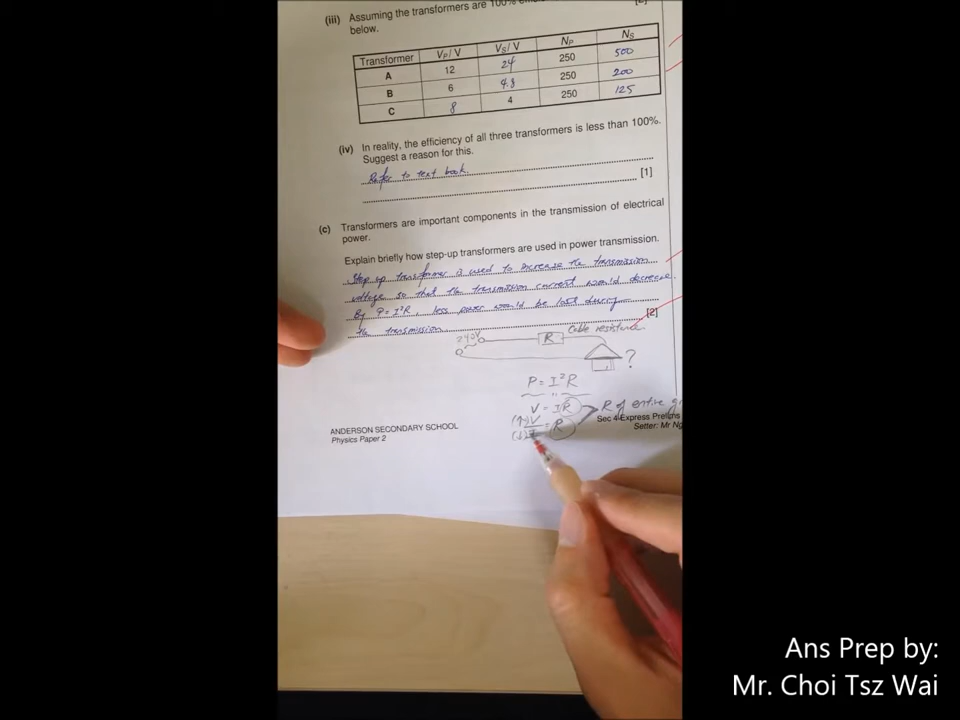 (iii) Assuming the transformers are 100%
below.
Transformer VP/ V VS/ V NP NS
A 12 24 250 500
B 6 4.8 250 200
C 8 4 250 125
(iv) In reality, the efficiency of all three transformers is less than 100%.
Suggest a reason for this.
Refer to text book.
[1]
(c) Transformers are important components in the transmission of electrical
power.
Explain briefly how step-up transformers are used in power transmission.
Step up transformer is used to increase the transmission
voltage so that the transmission current would decrease
By P = I²R, less power would be lost during
the transmission
[2]
240V R Cable resistance.
?
P = I²R
V = IR R of entire
(↑) V
(↓) I = R
Sec 4 Express Prelims
Setter: Mr Ng
ANDERSON SECONDARY SCHOOL
Physics Paper 2
Ans Prep by:
Mr. Choi Tsz Wai